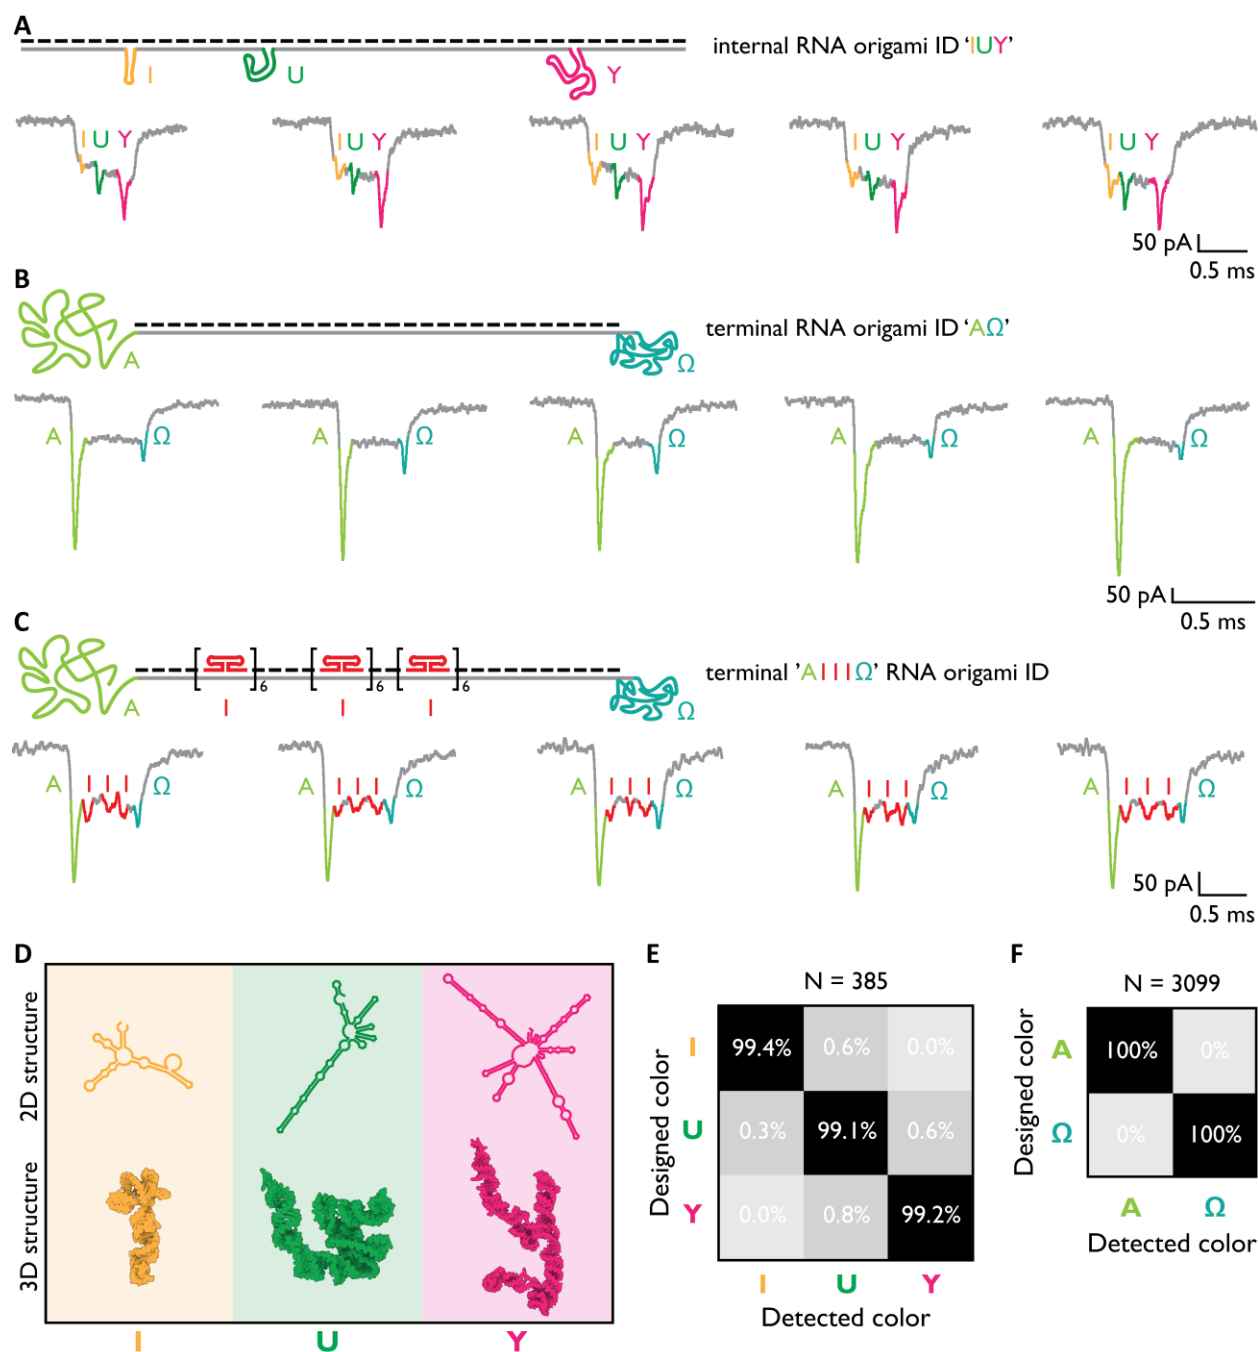 A
internal RNA origami ID ‘IUY’
I
U
Y
I U Y
I U Y
I U Y
I U Y
I U Y
50 pA
0.5 ms
B
terminal RNA origami ID ‘AΩ’
A
Ω
A Ω
A Ω
A Ω
A Ω
A Ω
50 pA
0.5 ms
C
terminal ’AIIIΩ’ RNA origami ID
A
[ ]6 [ ]6 [ ]6
I I I
Ω
A I I I Ω
A I I I Ω
A I I I Ω
A I I I Ω
A I I I Ω
50 pA
0.5 ms
D
2D structure
3D structure
I U Y
E
N = 385
Designed color
I 99.4% 0.6% 0.0%
U 0.3% 99.1% 0.6%
Y 0.0% 0.8% 99.2%
I U Y
Detected color
F
N = 3099
Designed color
A 100% 0%
Ω 0% 100%
A Ω
Detected color